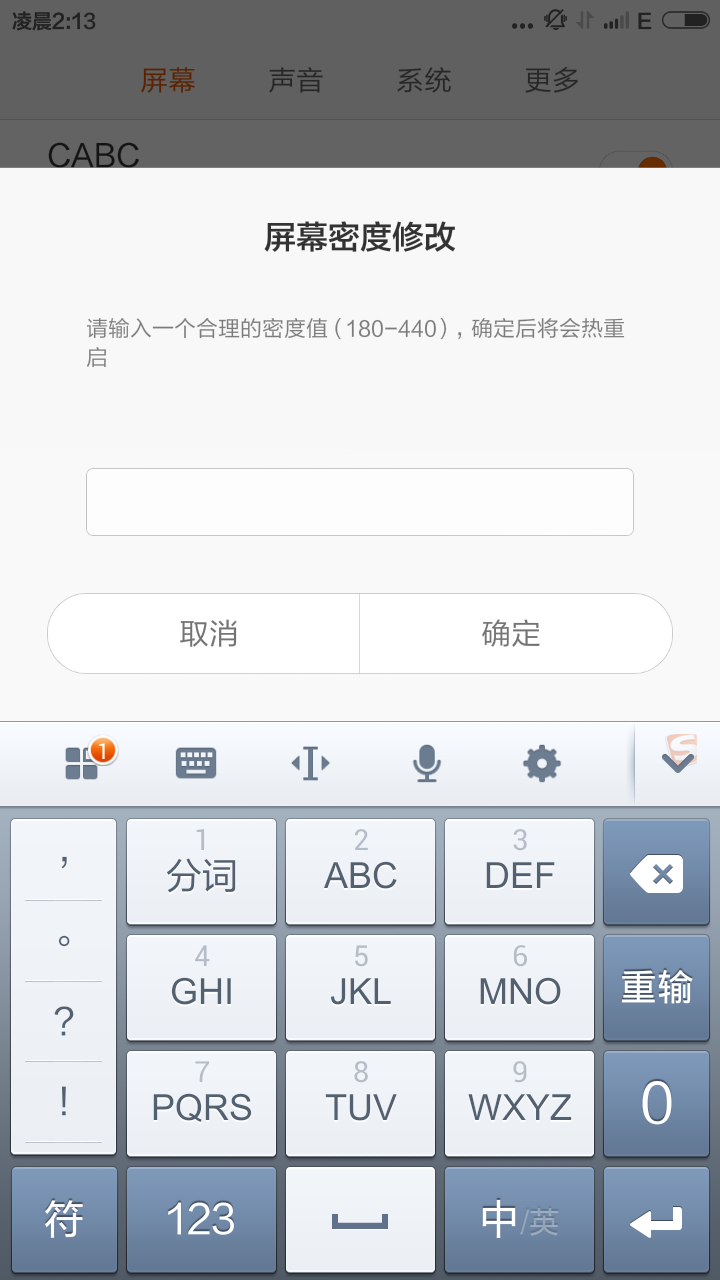 凌晨2:13
E
屏幕 声音 系统 更多
CABC
屏幕密度修改
请输入一个合理的密度值（180-440），确定后将会热重
启
取消 确定
1
S
，
。
?
!
1 2 3
分词 ABC DEF
4 5 6
GHI JKL MNO 重输
7 8 9
PQRS TUV WXYZ 0
符 123 中/英